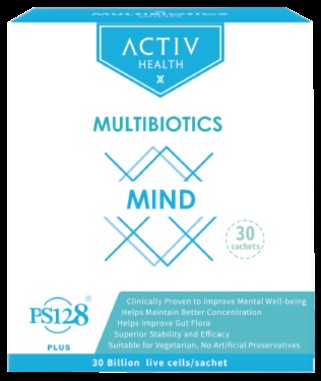 ACTIV
HEALTH
MULTIBIOTICS
MIND
30
sachets
PS128®
PLUS
Clinically Proven to Improve Mental Well-being
Helps Maintain Better Concentration
Helps Improve Gut Flora
Superior Stability and Efficacy
Suitable for Vegetarian, No Artificial Preservatives
30 Billion live cells/sachet